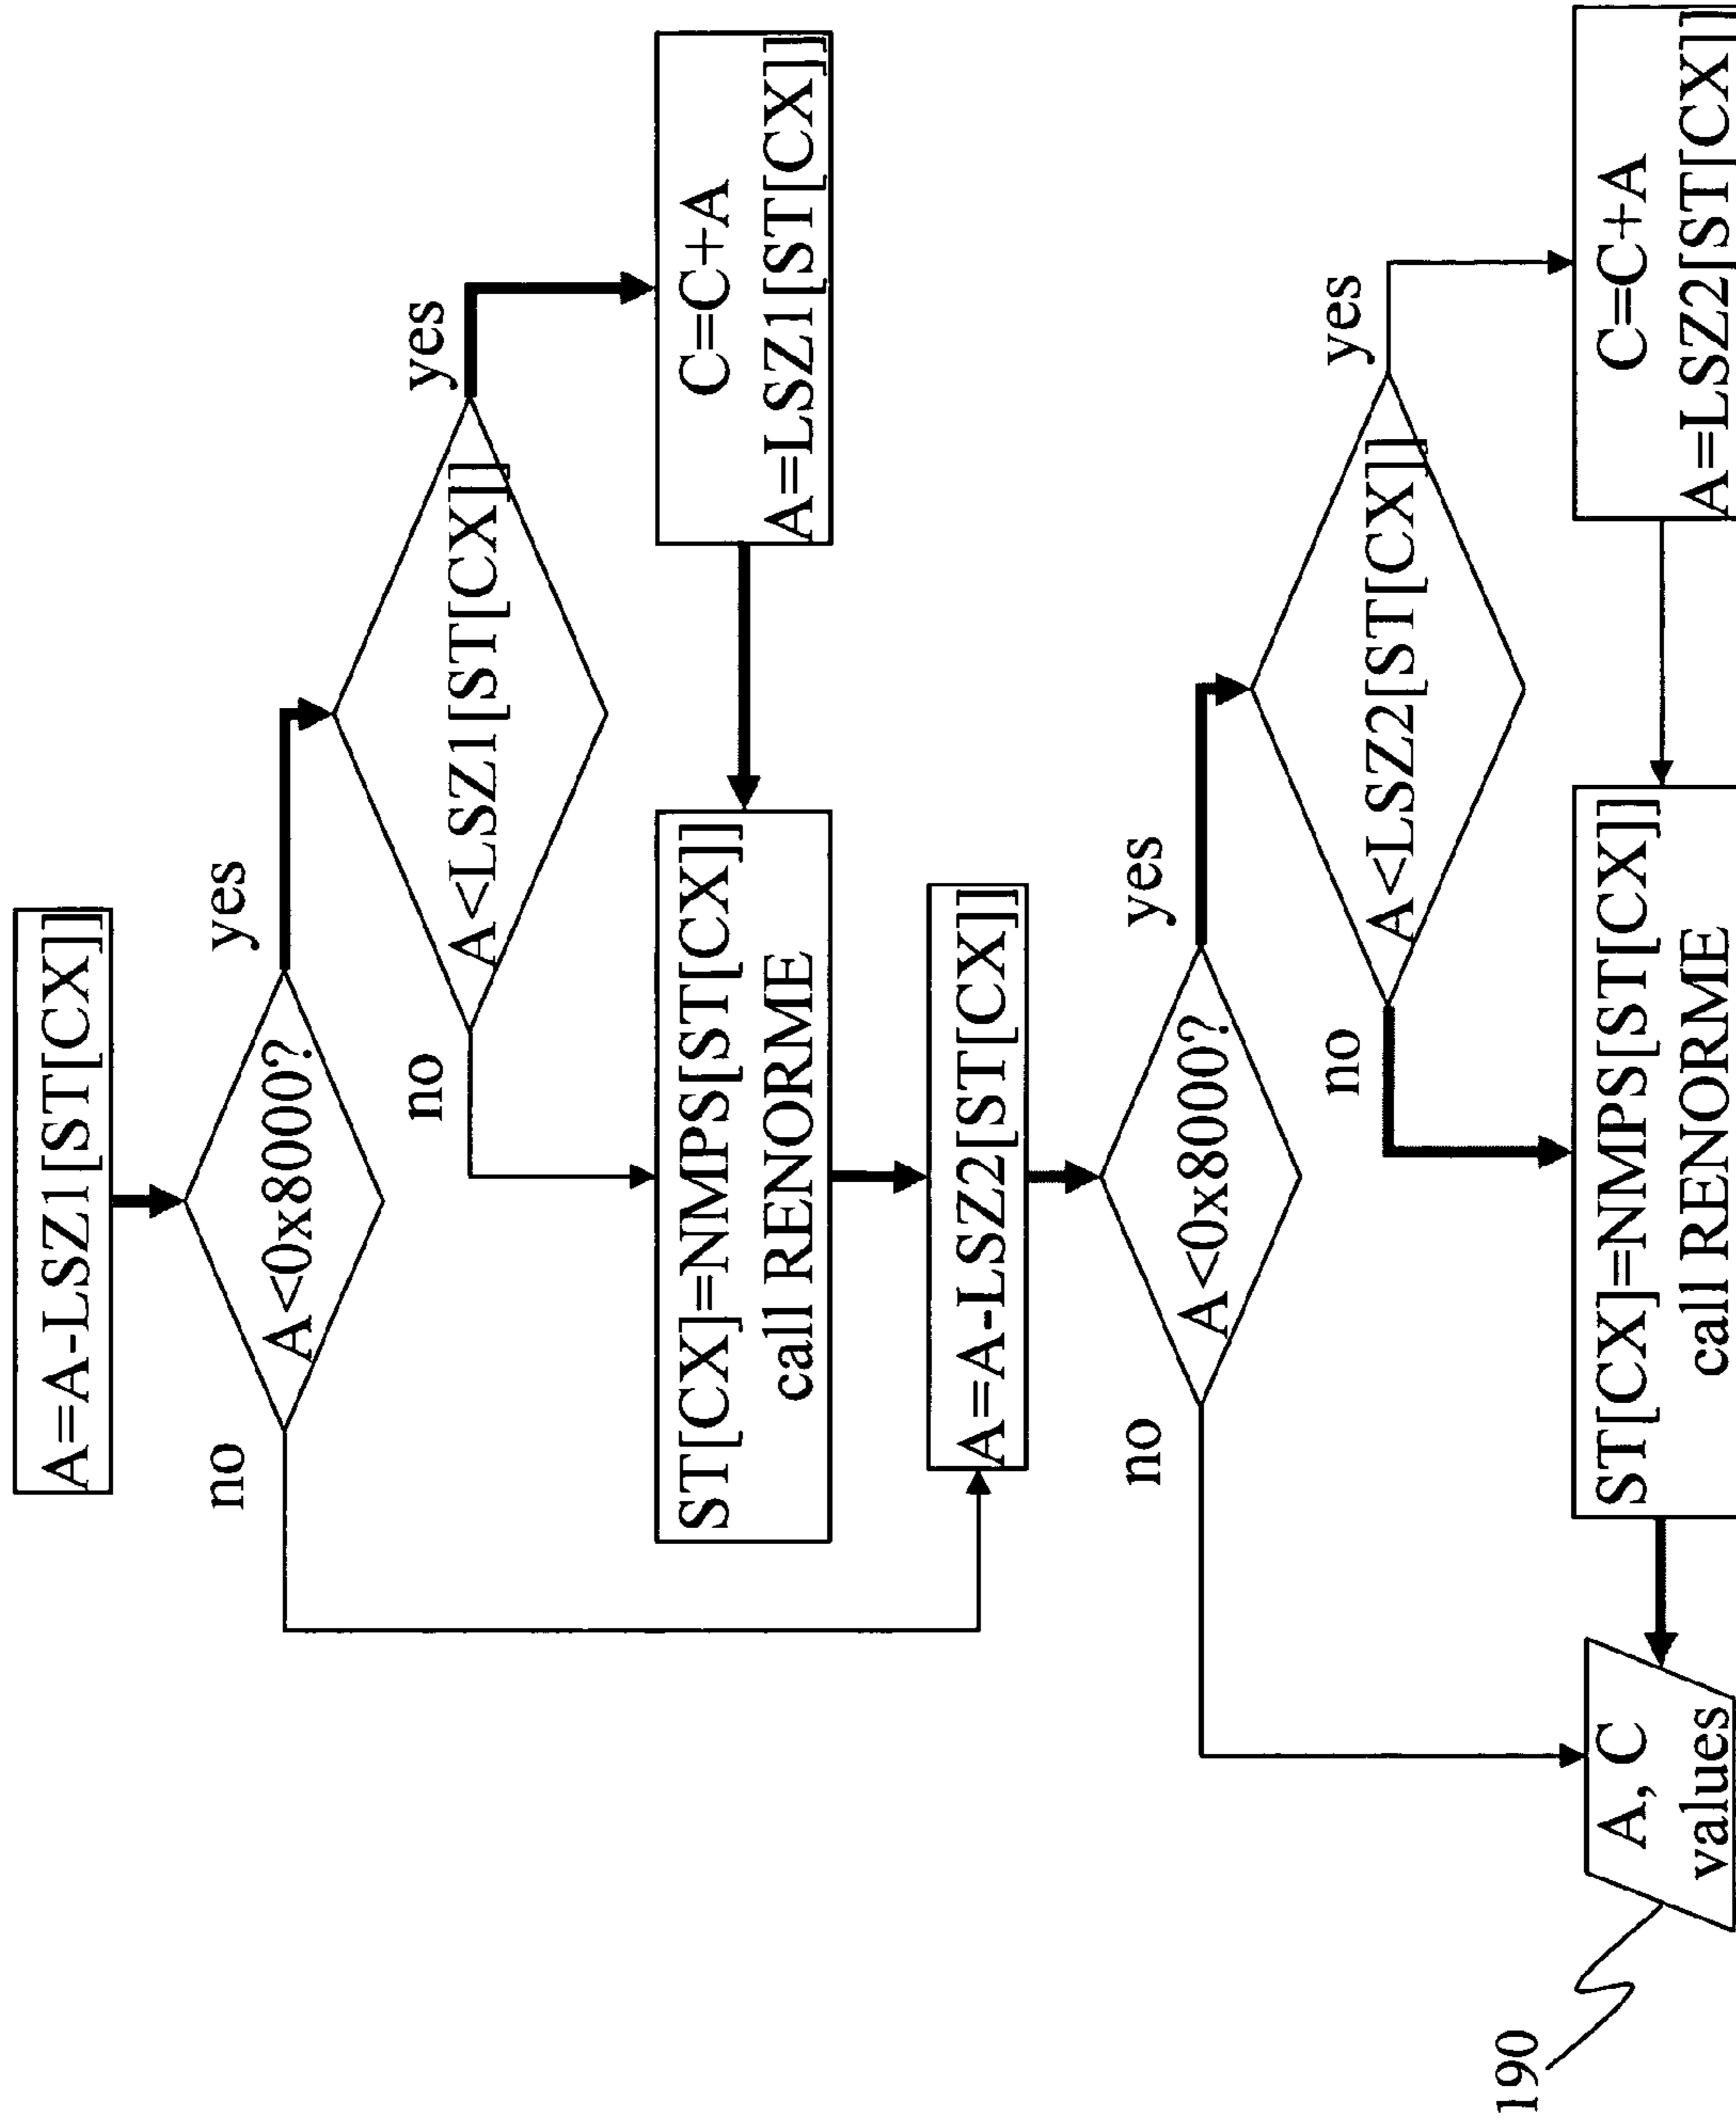 A=A-LSZ1[ST[CX]]
A<0x8000?
yes
no
A<LSZ1[ST[CX]]
yes
no
C=C+A
A=LSZ1[ST[CX]]
ST[CX]=NMPS[ST[CX]]
call RENORME
A=A-LSZ2[ST[CX]]
A<0x8000?
yes
no
A<LSZ2[ST[CX]]
yes
no
C=C+A
A=LSZ2[ST[CX]]
ST[CX]=NMPS[ST[CX]]
call RENORME
A, C
values
190